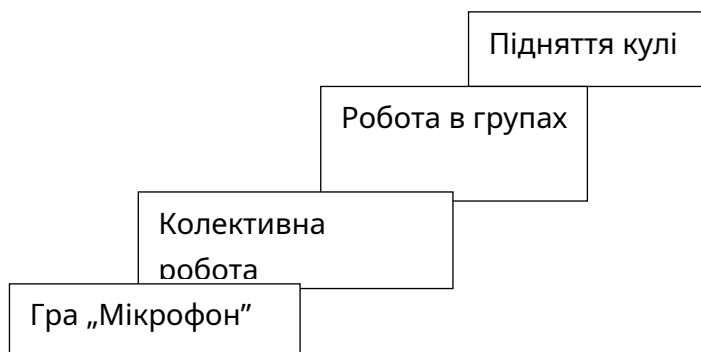 Підняття кулі
Робота в групах
Колективна
робота
Гра „Мікрофон”